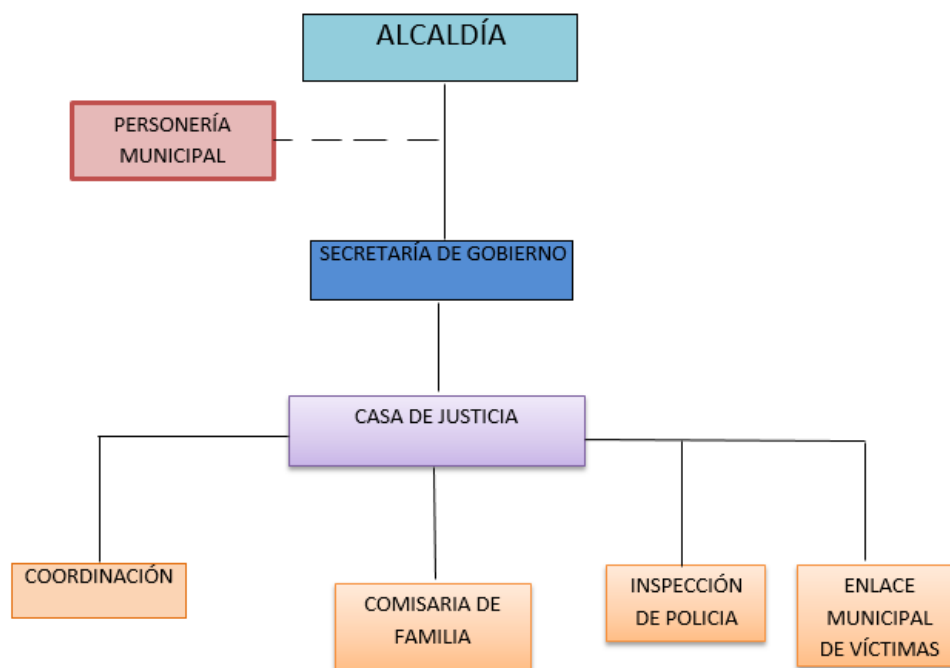 ALCALDÍA
PERSONERÍA
MUNICIPAL
SECRETARÍA DE GOBIERNO
CASA DE JUSTICIA
COORDINACIÓN
COMISARIA DE
FAMILIA
INSPECCIÓN
DE POLICIA
ENLACE
MUNICIPAL
DE VÍCTIMAS